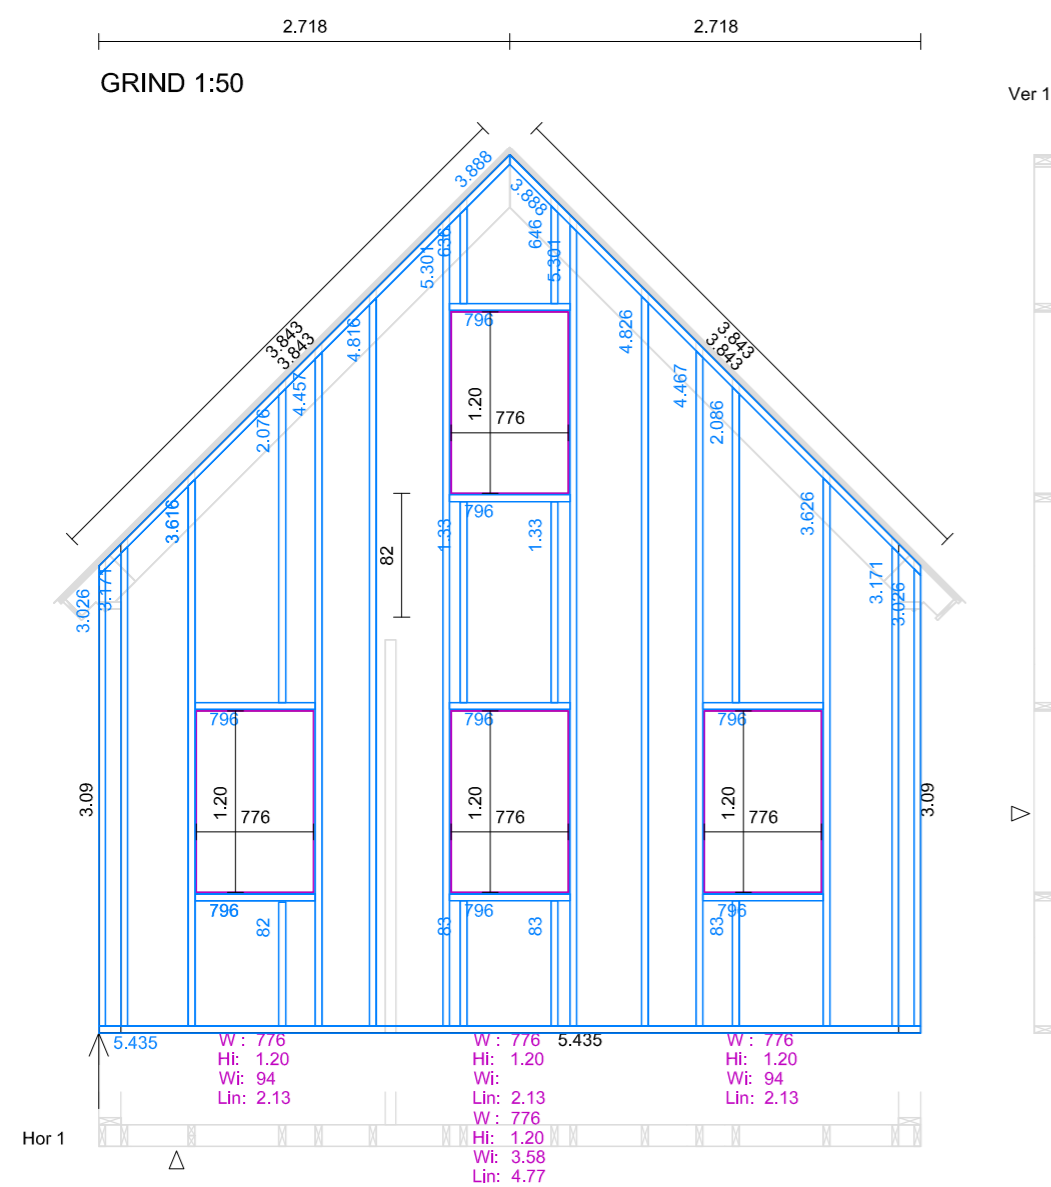 2.718 2.718
GRIND 1:50
Ver 1
3.888
3.888
636
646
5.301
5.301
796
3.843
3.843
3.843
3.843
4.816
4.826
4.457
4.467
1.20
776
2.076
2.086
3.616
3.626
796
1.33
1.33
82
3.171
3.171
3.026
3.026
796
796
796
3.09
1.20
776
1.20
776
1.20
776
3.09
796
796
796
82
83
83
83
5.435
5.435
W : 776
Hi: 1.20
Wi: 94
Lin: 2.13
W : 776
Hi: 1.20
Wi:
Lin: 2.13
W : 776
Hi: 1.20
Wi: 3.58
Lin: 4.77
W : 776
Hi: 1.20
Wi: 94
Lin: 2.13
Hor 1